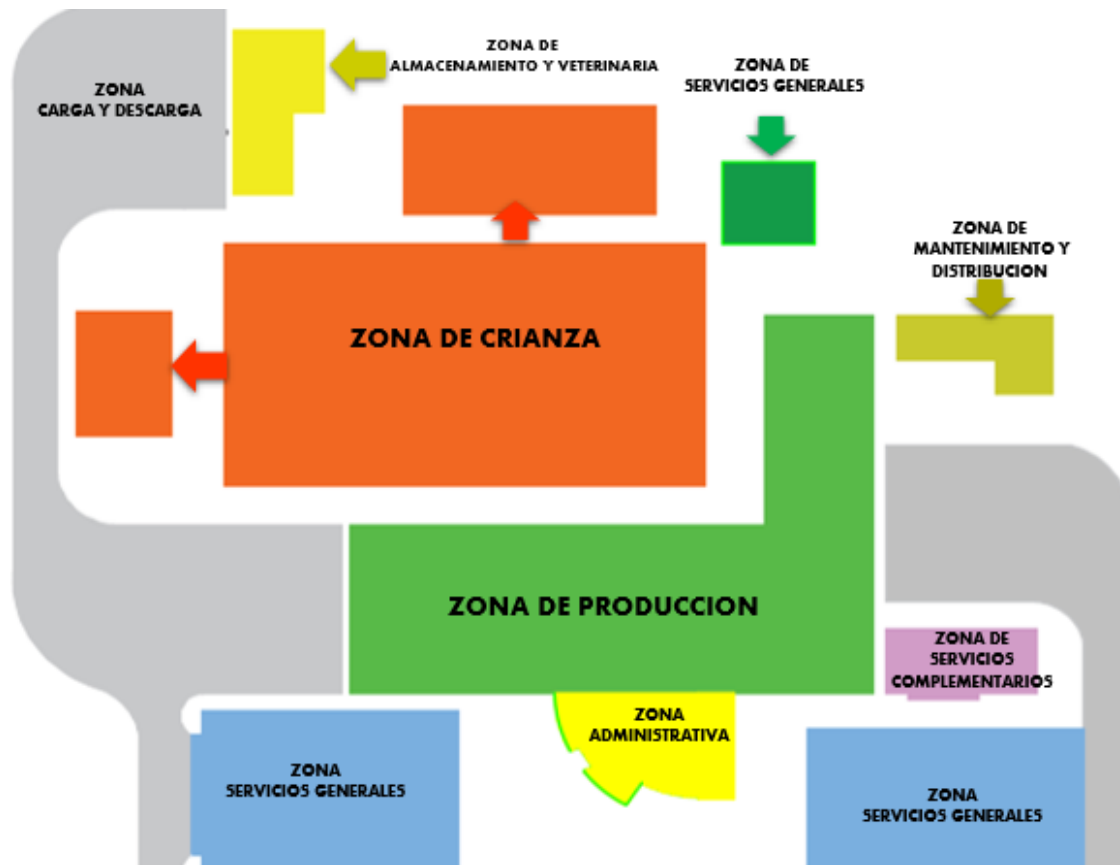 ZONA DE
ALMACENAMIENTO Y VETERINARIA
ZONA DE
SERVICIOS GENERALES
ZONA
CARGA Y DESCARGA
ZONA DE
MANTENIMIENTO Y
DISTRIBUCION
ZONA DE CRIANZA
ZONA DE PRODUCCION
ZONA DE
SERVICIOS
COMPLEMENTARIOS
ZONA
ADMINISTRATIVA
ZONA
SERVICIOS GENERALES
ZONA
SERVICIOS GENERALES